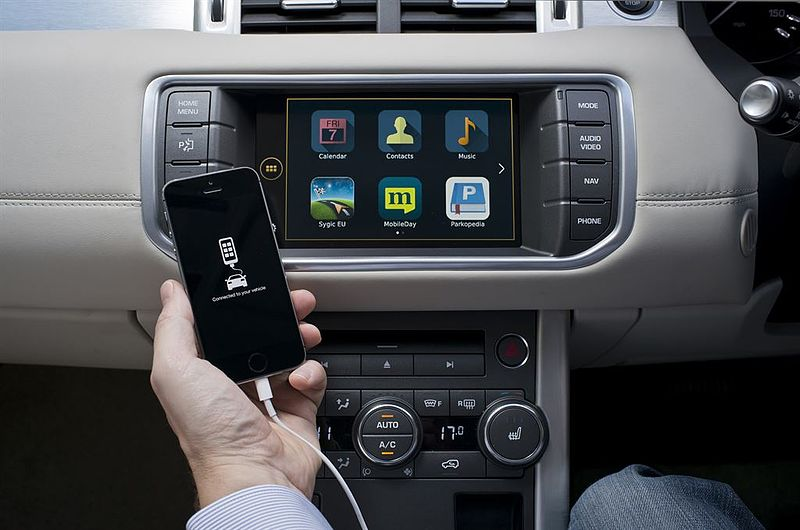 STOP
150
HOME
MENU
MODE
AUDIO
VIDEO
NAV
PHONE
FRI
7
Calendar
Contacts
Music
m
P
Sygic EU
MobileDay
Parkopedia
Connected to your vehicle
F
R
AUTO
A/C
17.0